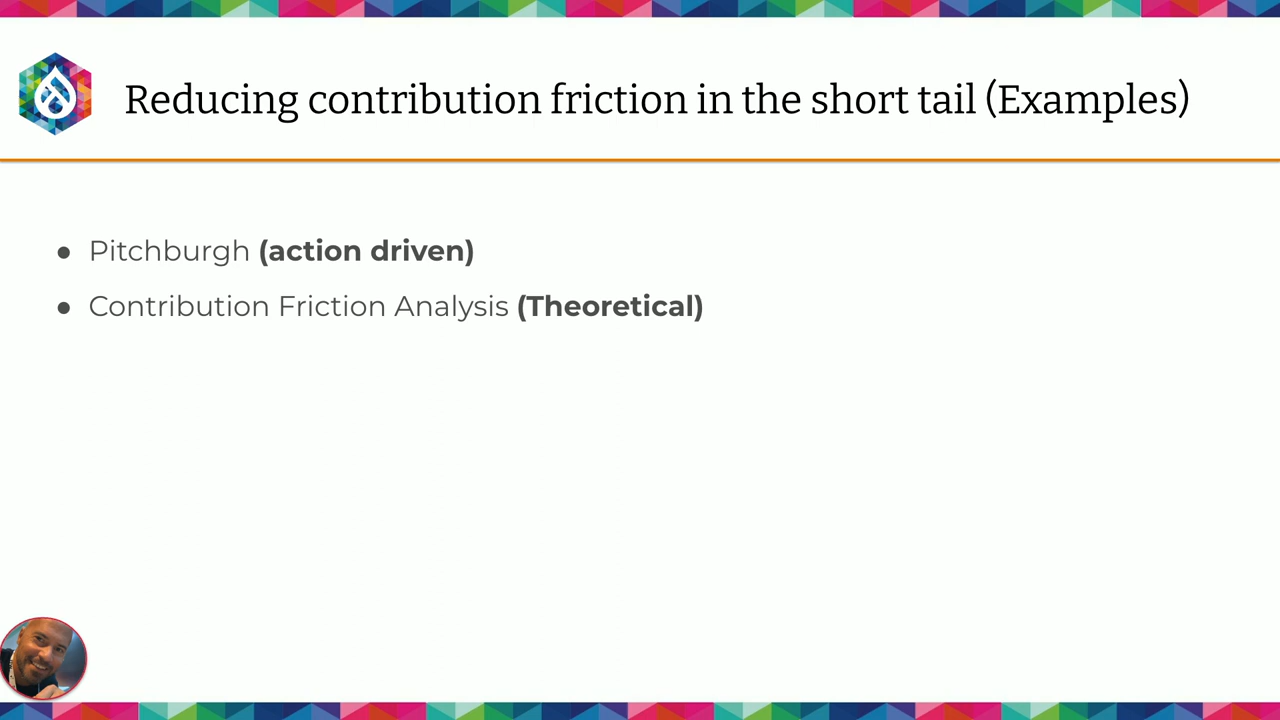 Reducing contribution friction in the short tail (Examples)
● Pitchburgh (action driven)
● Contribution Friction Analysis (Theoretical)